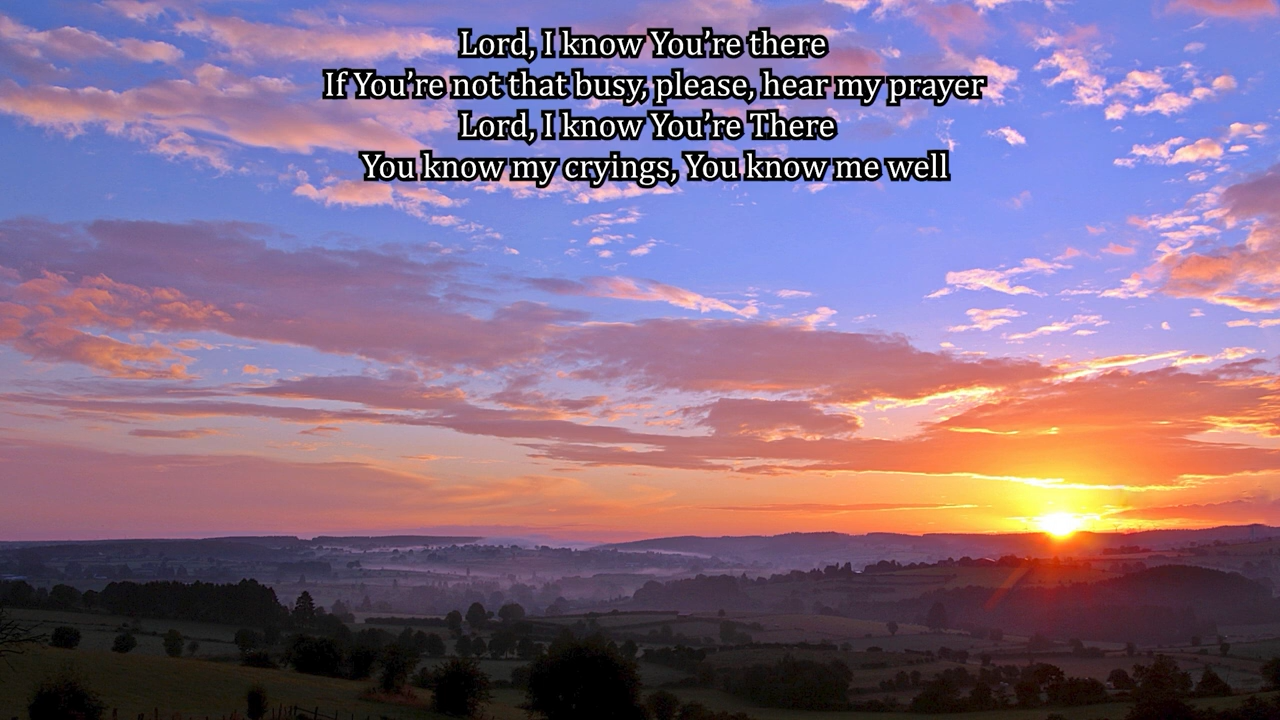 Lord, I know You’re there
If You’re not that busy, please, hear my prayer
Lord, I know You’re There
You know my cryings, You know me well